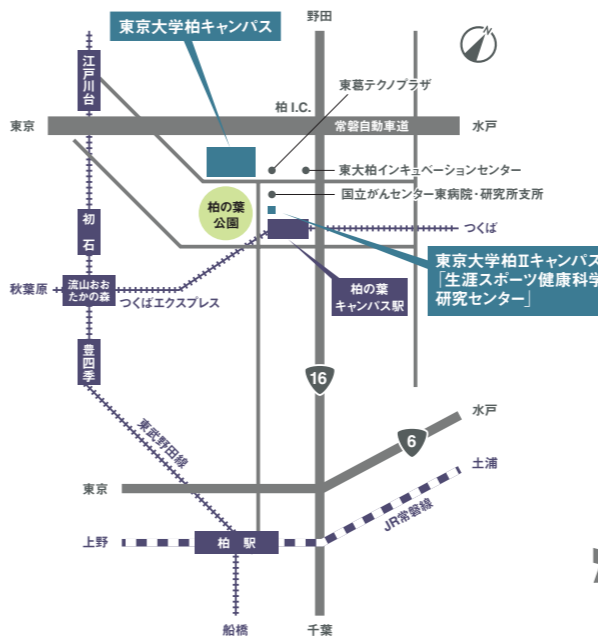 野田
東京大学柏キャンパス
江戸川台
東葛テクノプラザ
柏 I.C.
東京
常磐自動車道
水戸
東大柏インキュベーションセンター
国立がんセンター東病院・研究所支所
柏の葉
公園
初石
つくば
東京大学柏Ⅱキャンパス
「生涯スポーツ健康科学
研究センター」
柏の葉
キャンパス駅
秋葉原
流山おお
たかの森
つくばエクスプレス
豊四季
16
水戸
6
東武野田線
土浦
東京
JR常磐線
上野
柏 駅
船橋
千葉